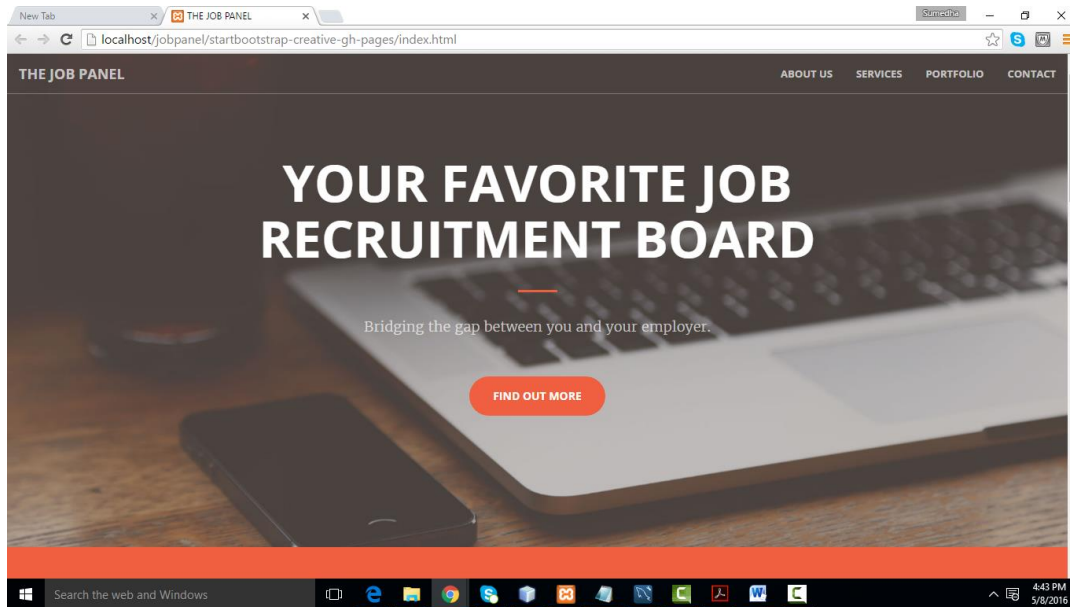 New Tab
THE JOB PANEL
Sumedha
localhost/jobpanel/startbootstrap-creative-gh-pages/index.html
THE JOB PANEL
ABOUT US SERVICES PORTFOLIO CONTACT
YOUR FAVORITE JOB
RECRUITMENT BOARD
Bridging the gap between you and your employer.
FIND OUT MORE
Search the web and Windows
4:43 PM
5/8/2016